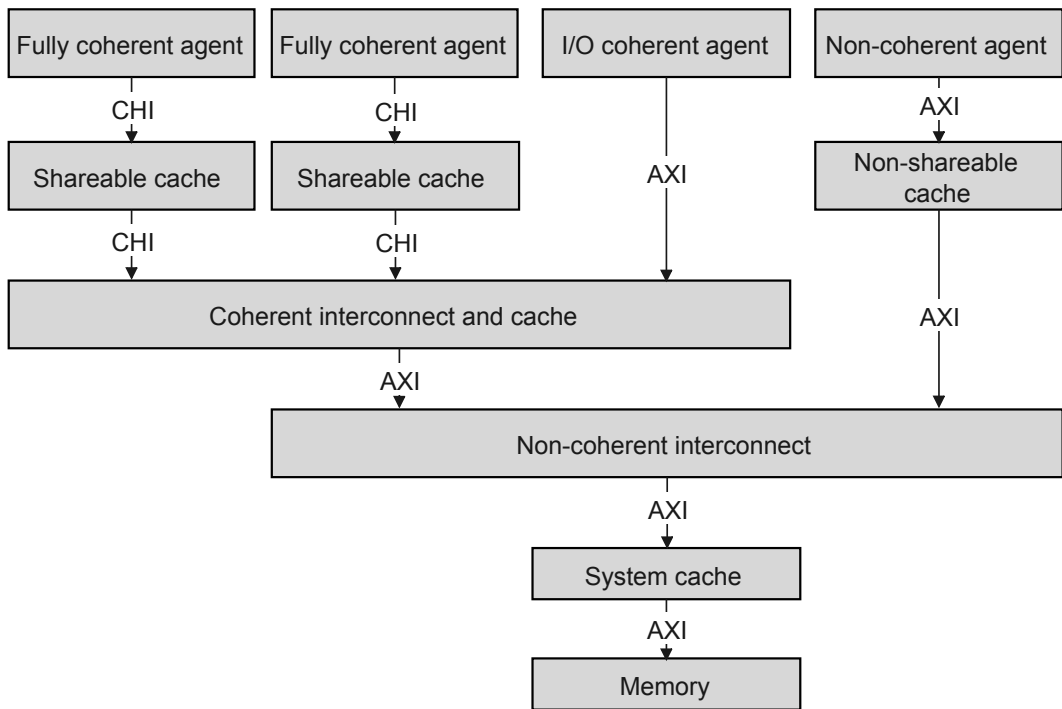 Fully coherent agent
Fully coherent agent
I/O coherent agent
Non-coherent agent
CHI
CHI
AXI
Shareable cache
Shareable cache
AXI
Non-shareable
cache
CHI
CHI
Coherent interconnect and cache
AXI
AXI
Non-coherent interconnect
AXI
System cache
AXI
Memory